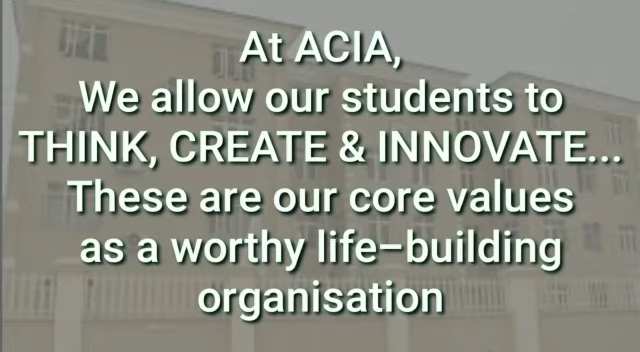 At ACIA,
We allow our students to
THINK, CREATE & INNOVATE...
These are our core values
as a worthy life–building
organisation